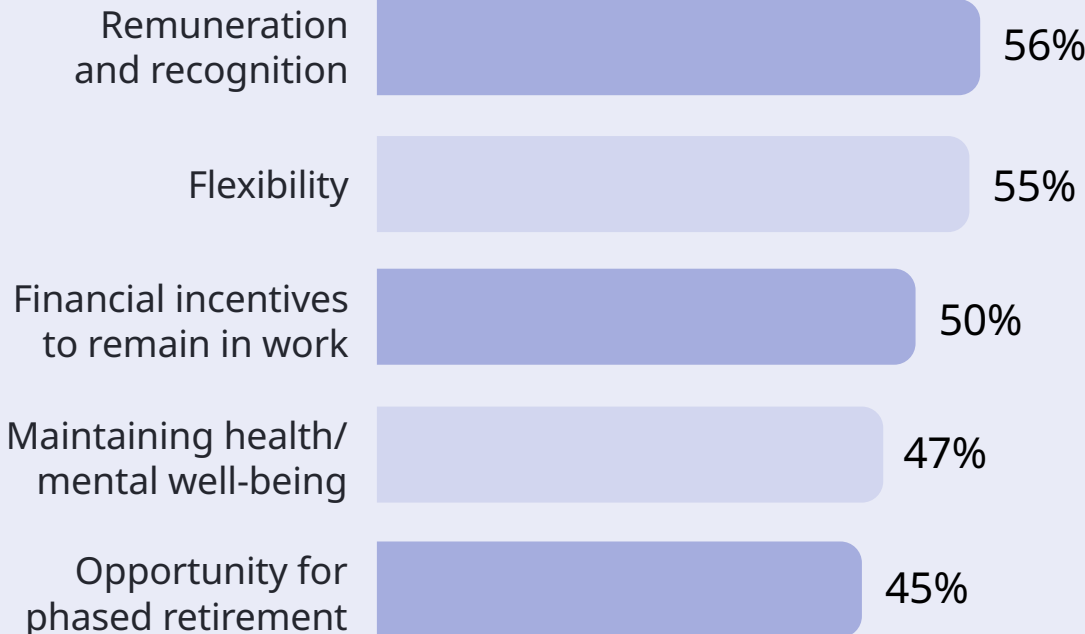 Remuneration
and recognition
56%
Flexibility
55%
Financial incentives
to remain in work
50%
Maintaining health/
mental well-being
47%
Opportunity for
phased retirement
45%